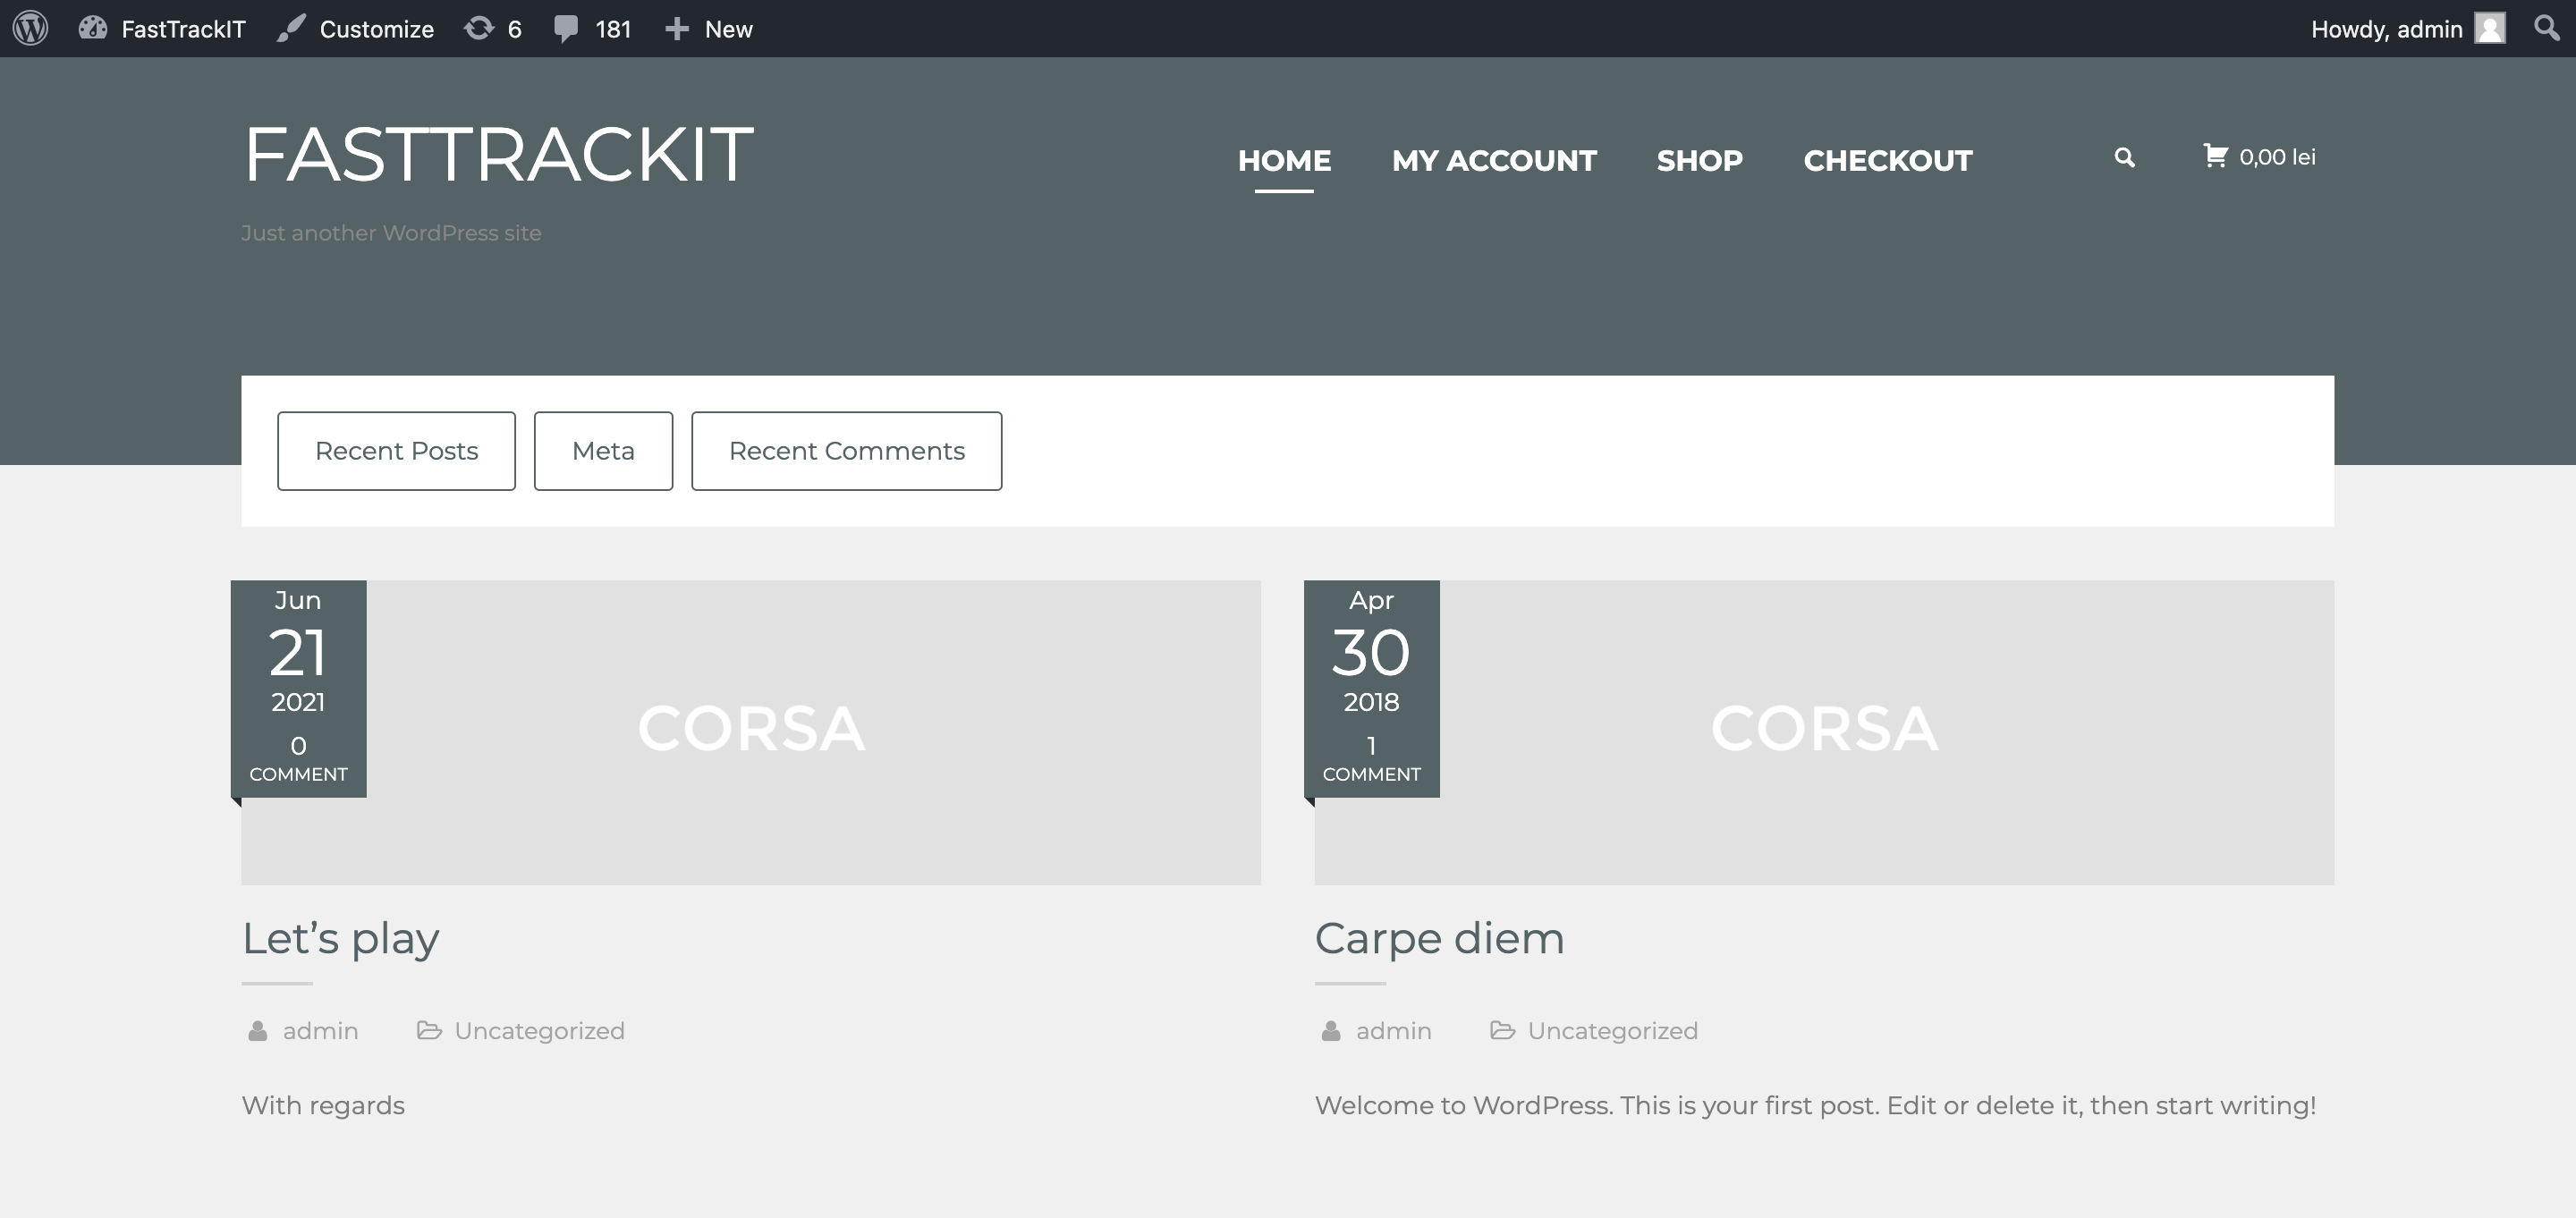 FastTrackIT Customize 6 181 New Howdy, admin
FASTTRACKIT
HOME MY ACCOUNT SHOP CHECKOUT 0,00 lei
Just another WordPress site
Recent Posts Meta Recent Comments
Jun
21
2021
0
COMMENT
CORSA
Apr
30
2018
1
COMMENT
CORSA
Let’s play
admin Uncategorized
With regards
Carpe diem
admin Uncategorized
Welcome to WordPress. This is your first post. Edit or delete it, then start writing!